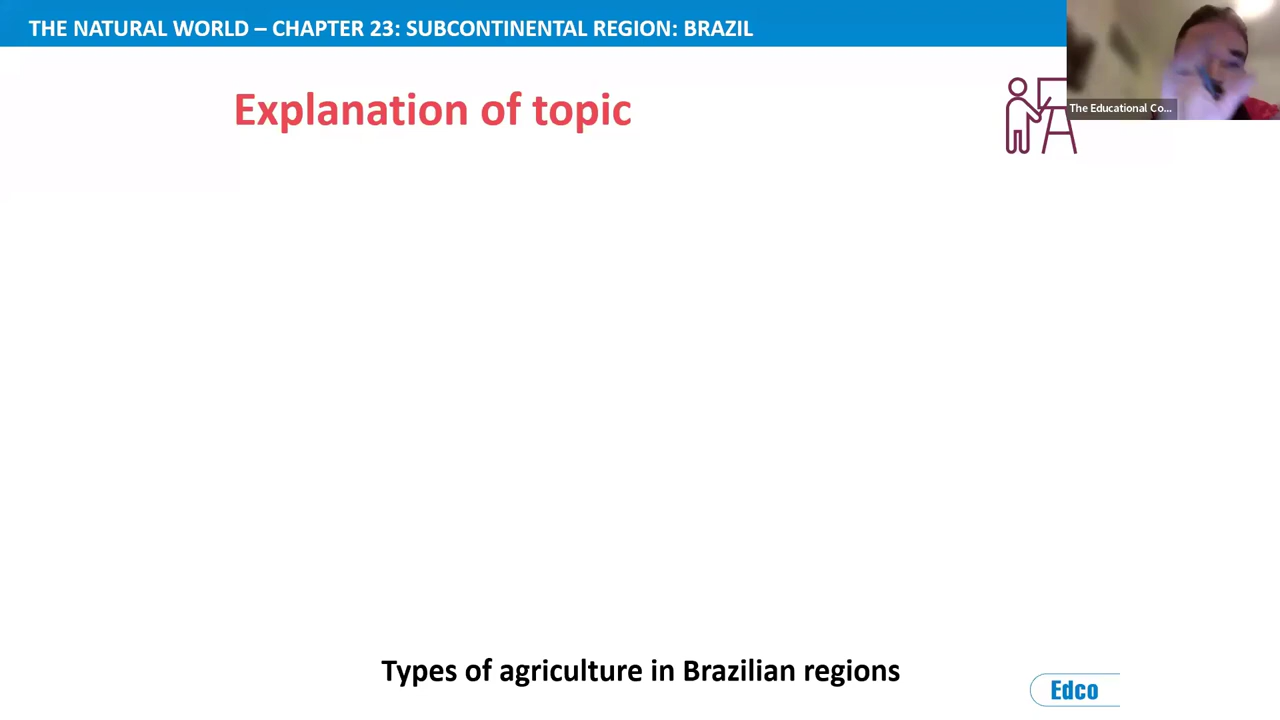 THE NATURAL WORLD – CHAPTER 23: SUBCONTINENTAL REGION: BRAZIL
Explanation of topic
The Educational Co...
Types of agriculture in Brazilian regions
Edco